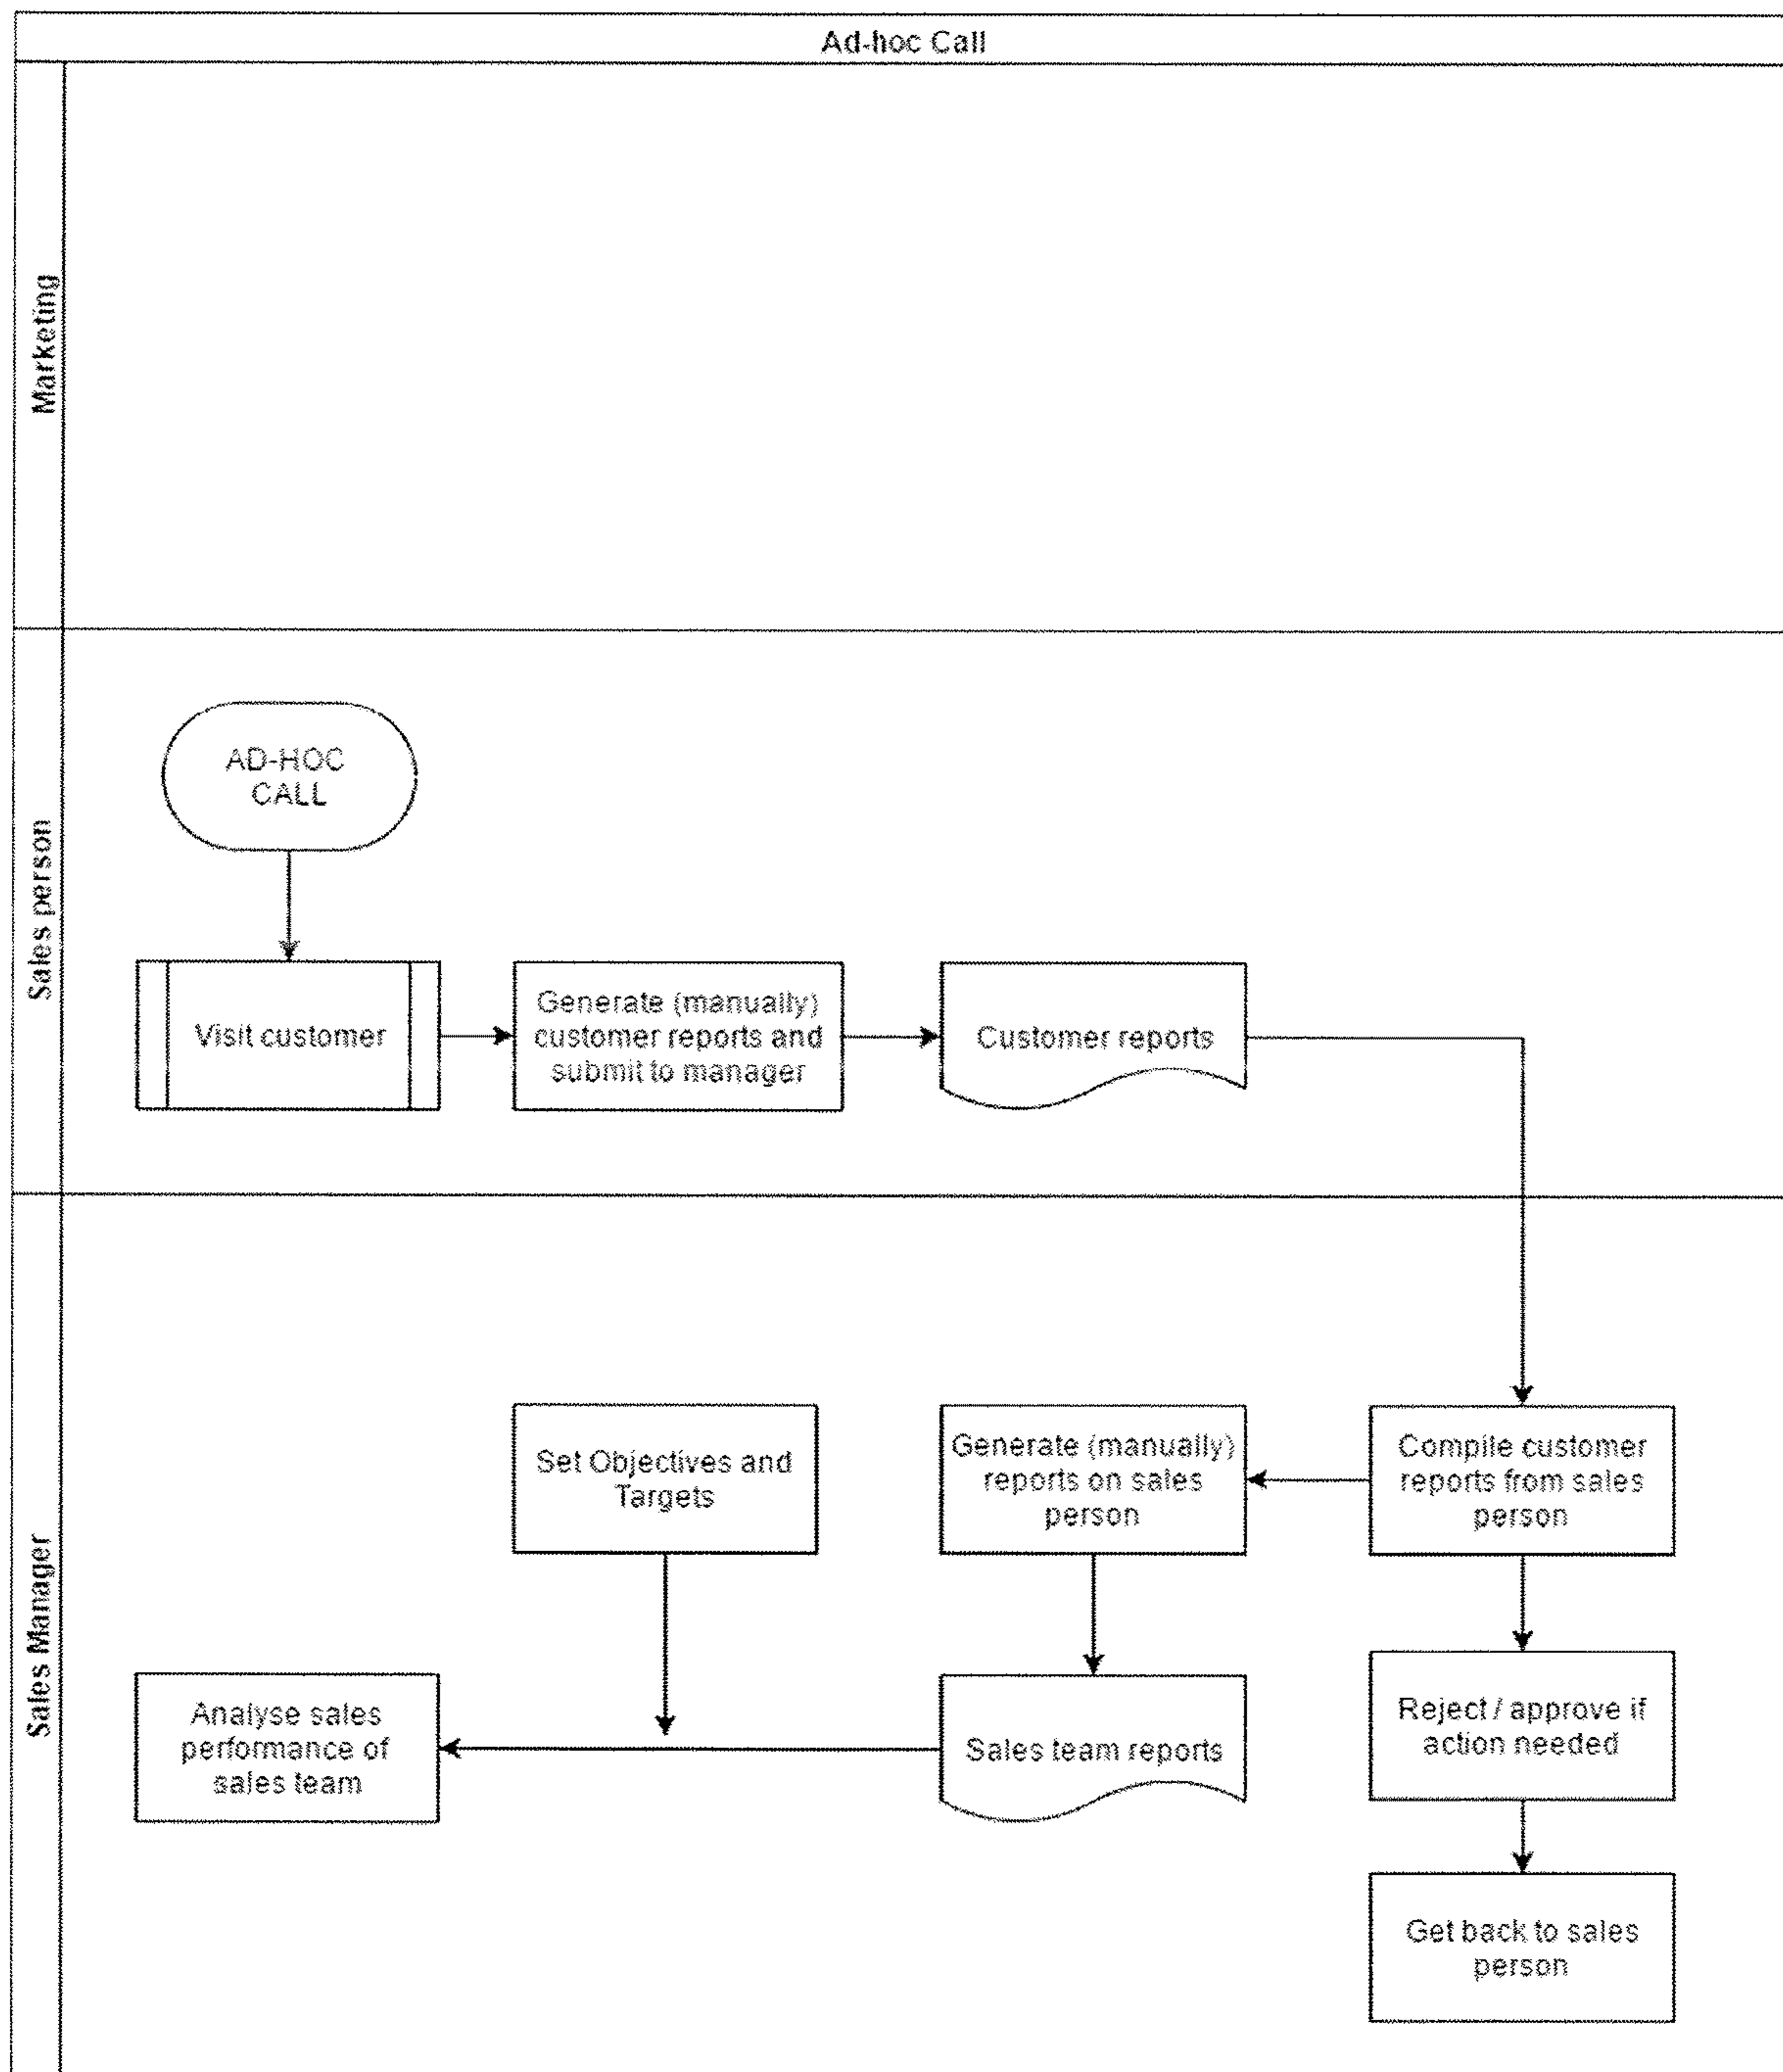 Ad-hoc Call
Marketing
Sales person
AD-HOC
CALL
Visit customer
Generate (manually)
customer reports and
submit to manager
Customer reports
Sales Manager
Set Objectives and
Targets
Generate (manually)
reports on sales
person
Compile customer
reports from sales
person
Analyse sales
performance of
sales team
Sales team reports
Reject / approve if
action needed
Get back to sales
person